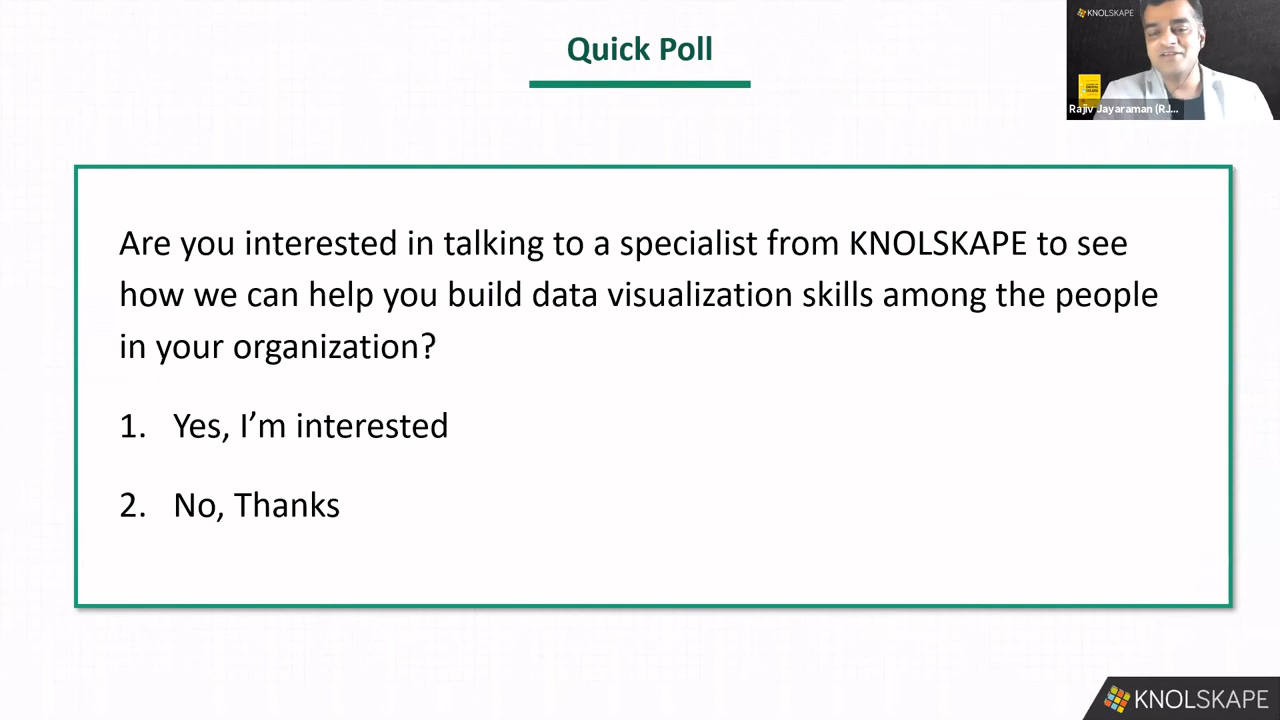 Quick Poll
KNOLSKAPE
Rajiv Jayaraman (RJ...
Are you interested in talking to a specialist from KNOLSKAPE to see
how we can help you build data visualization skills among the people
in your organization?
1. Yes, I’m interested
2. No, Thanks
KNOLSKAPE